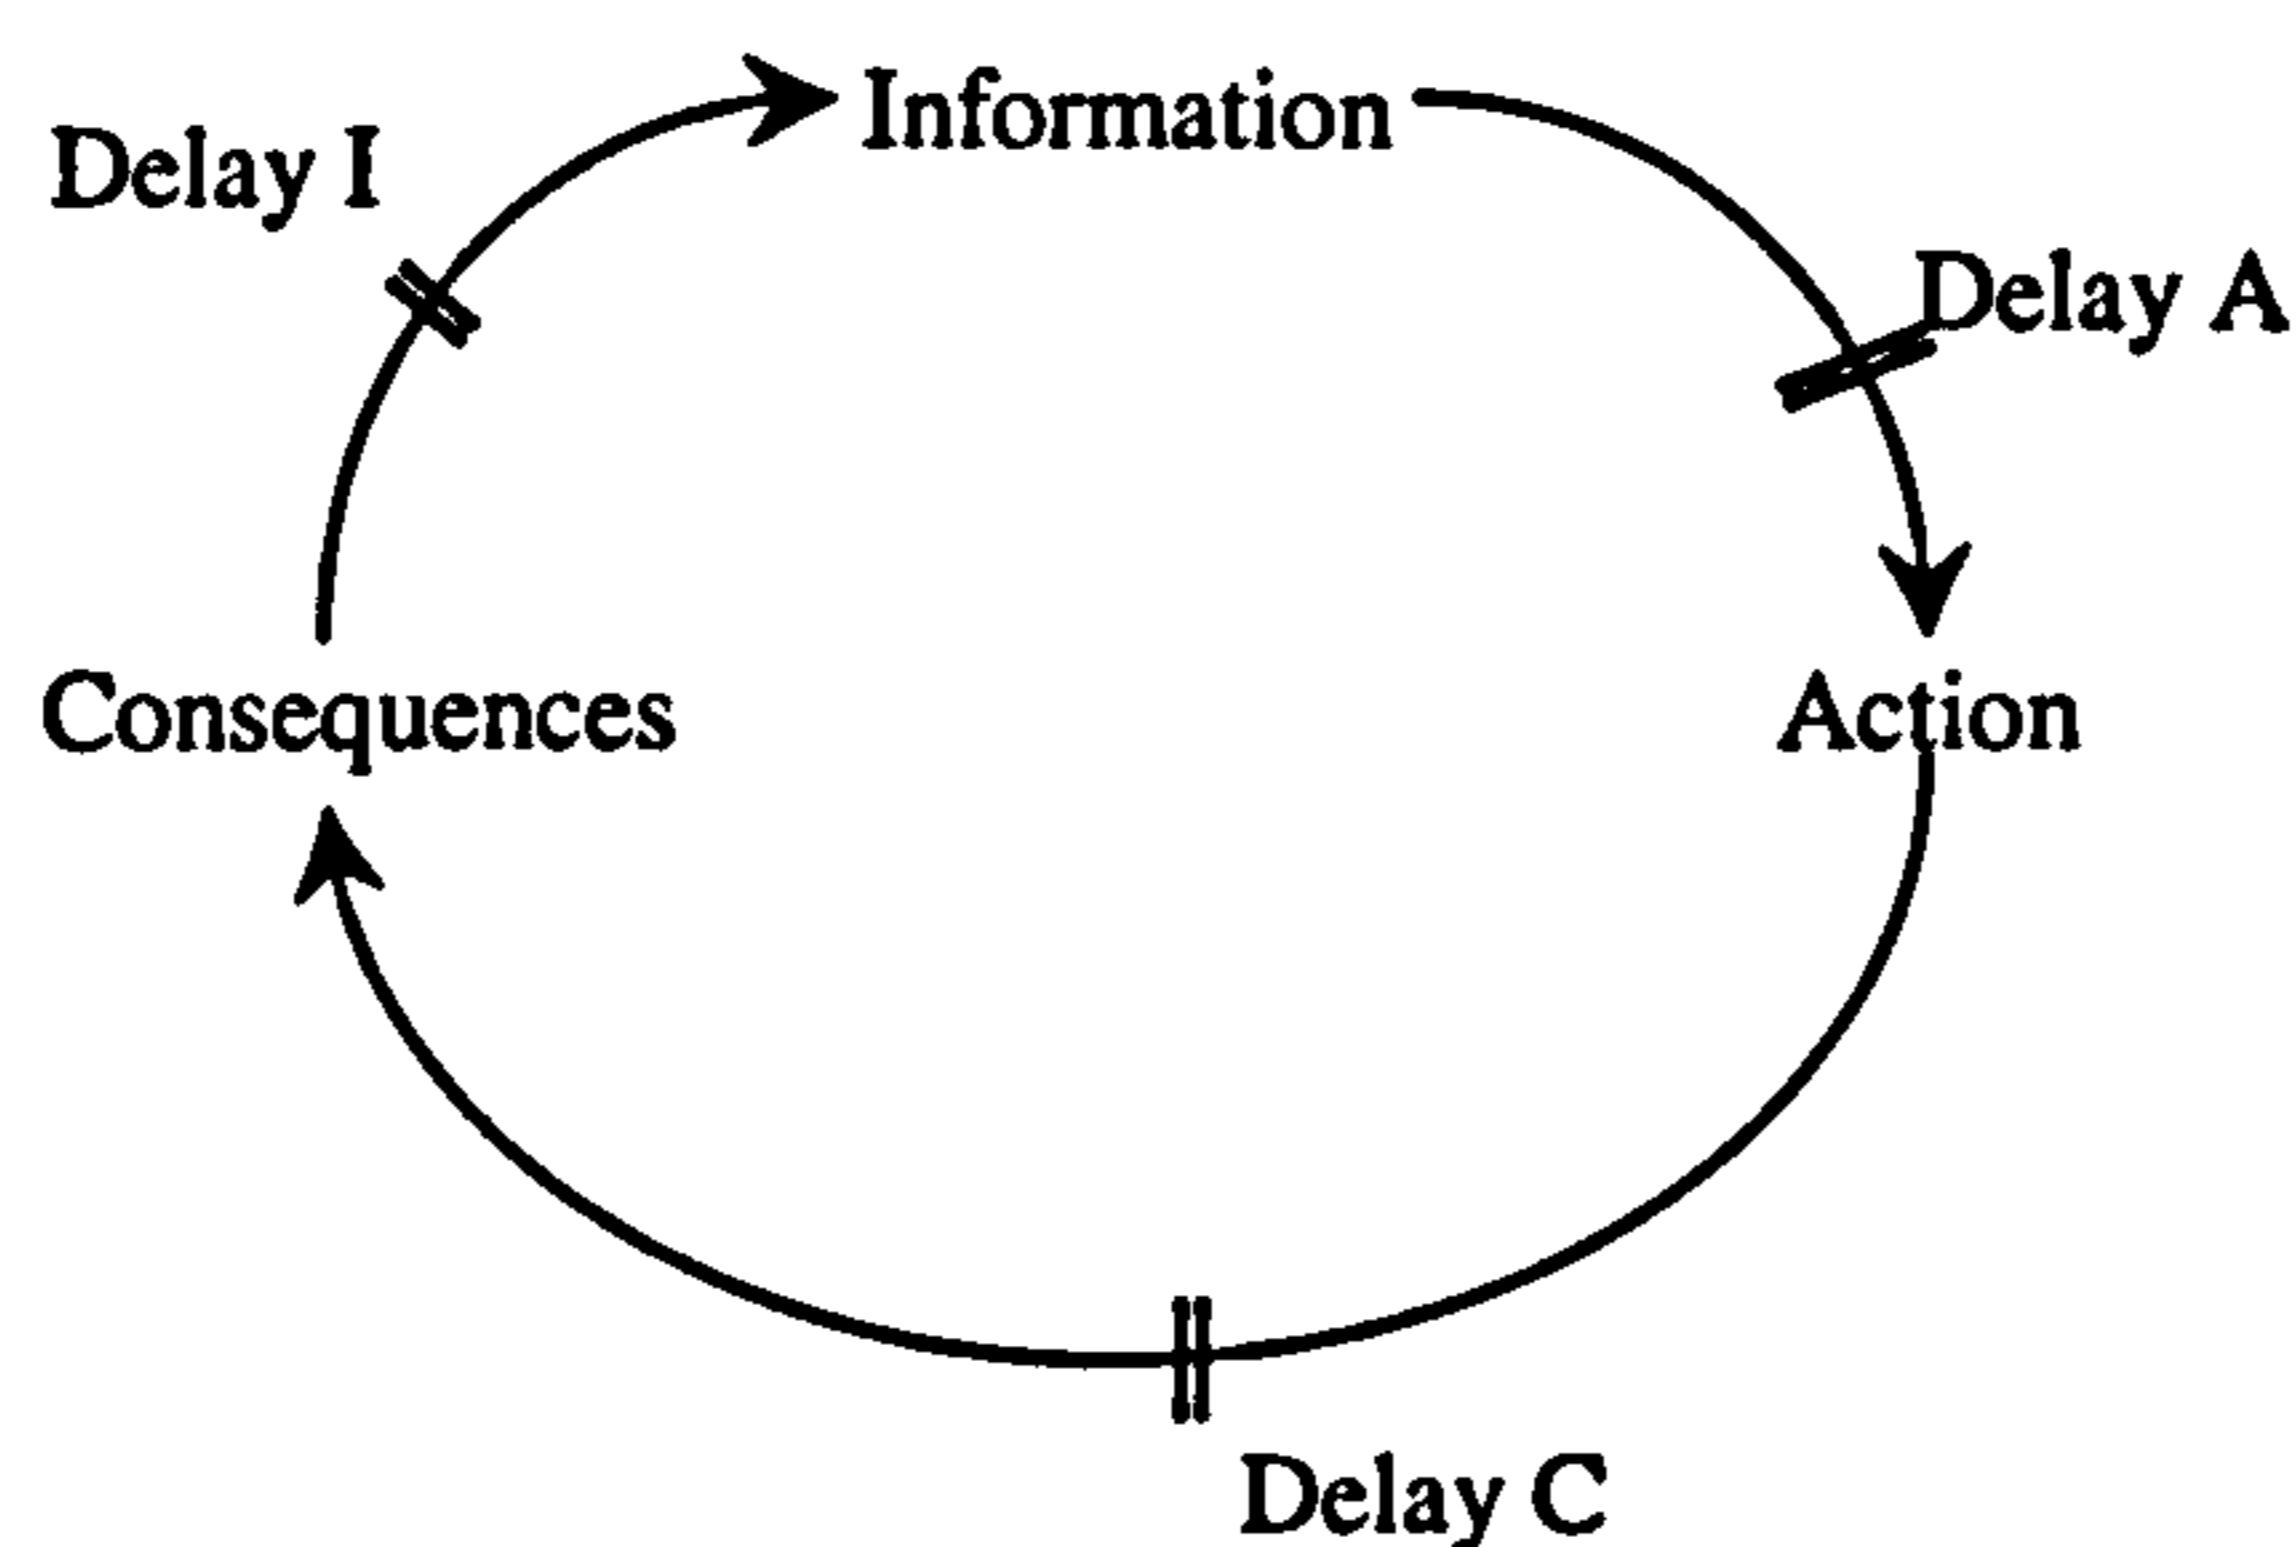 Information
Delay I
Delay A
Consequences
Action
Delay C